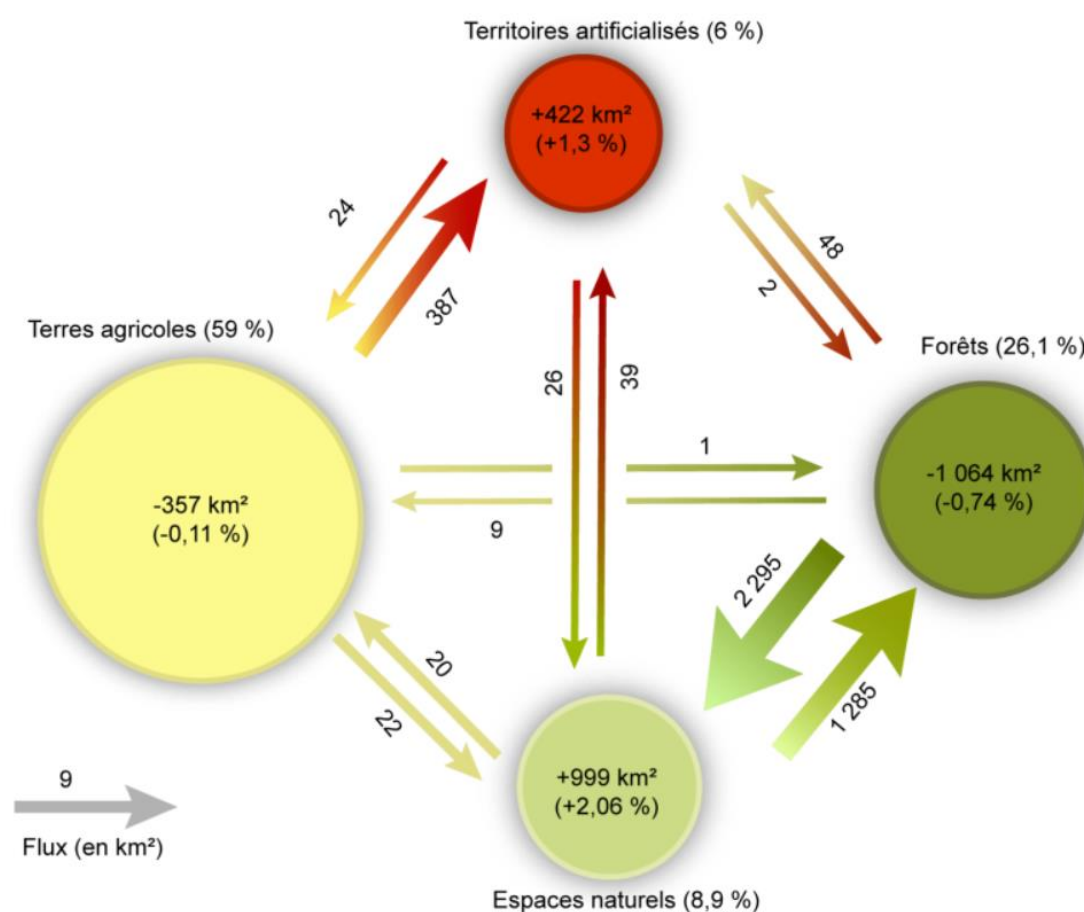 Territoires artificialisés (6 %)
+422 km²
(+1,3 %)
24
387
48
2
Terres agricoles (59 %)
Forêts (26,1 %)
26
39
1
-357 km²
(-0,11 %)
-1 064 km²
(-0,74 %)
9
2 295
20
22
1 285
+999 km²
(+2,06 %)
9
Flux (en km²)
Espaces naturels (8,9 %)